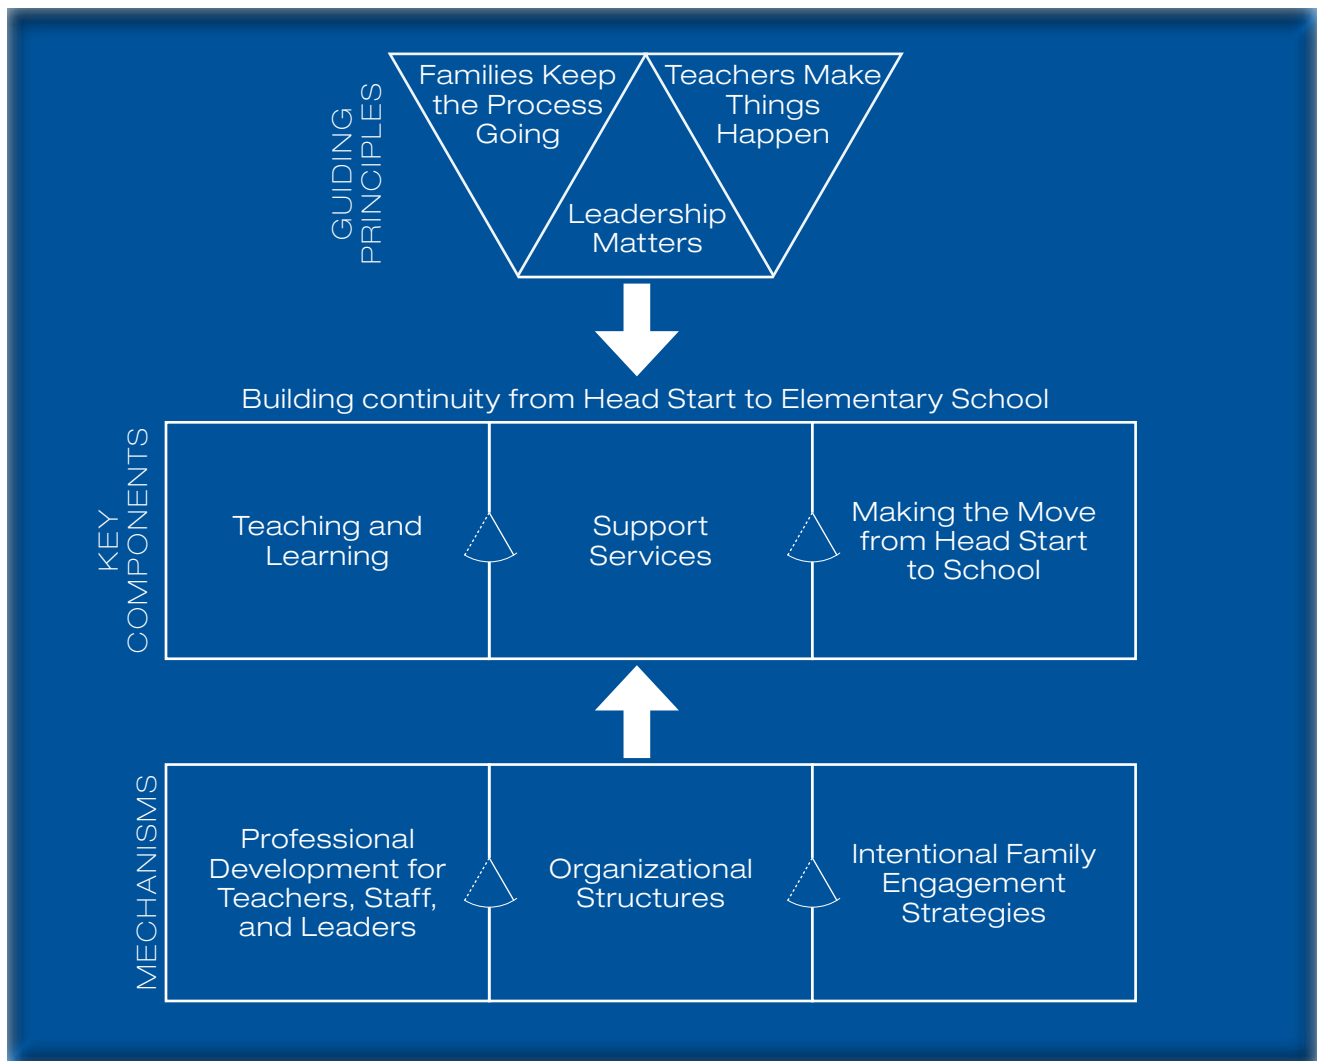 GUIDING
PRINCIPLES
Families Keep
the Process
Going
Teachers Make
Things
Happen
Leadership
Matters
Building continuity from Head Start to Elementary School
KEY
COMPONENTS
Teaching and
Learning
Support
Services
Making the Move
from Head Start
to School
MECHANISMS
Professional
Development for
Teachers, Staff,
and Leaders
Organizational
Structures
Intentional Family
Engagement
Strategies